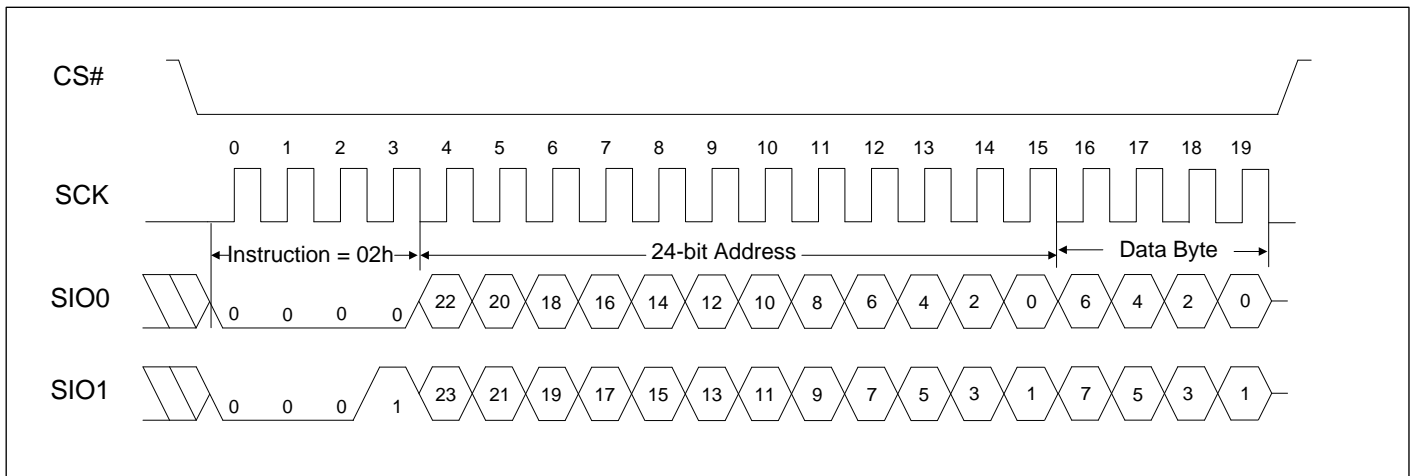 CS#
0 1 2 3 4 5 6 7 8 9 10 11 12 13 14 15 16 17 18 19
SCK
Instruction = 02h 24-bit Address Data Byte
SIO0 0 0 0 0 22 20 18 16 14 12 10 8 6 4 2 0 6 4 2 0
SIO1 0 0 0 1 23 21 19 17 15 13 11 9 7 5 3 1 7 5 3 1